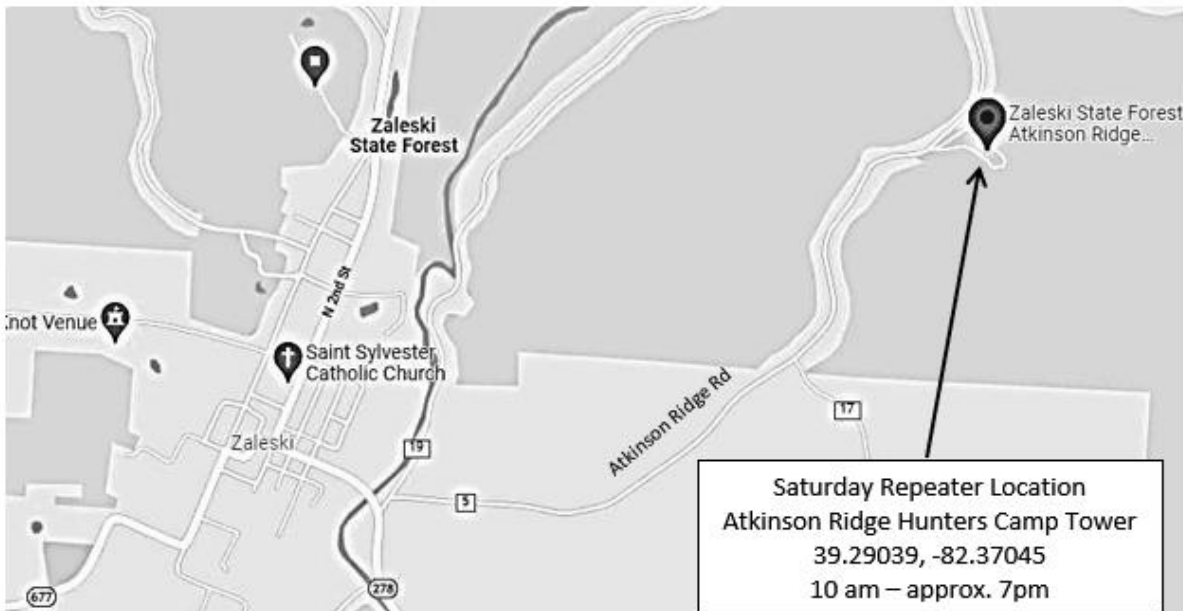 Zaleski
State Forest
Zaleski State Forest
Atkinson Ridge...
N 2nd St
Knot Venue
Saint Sylvester
Catholic Church
Atkinson Ridge Rd
17
Zaleski
19
5
Saturday Repeater Location
Atkinson Ridge Hunters Camp Tower
39.29039, -82.37045
10 am – approx. 7pm
677
278